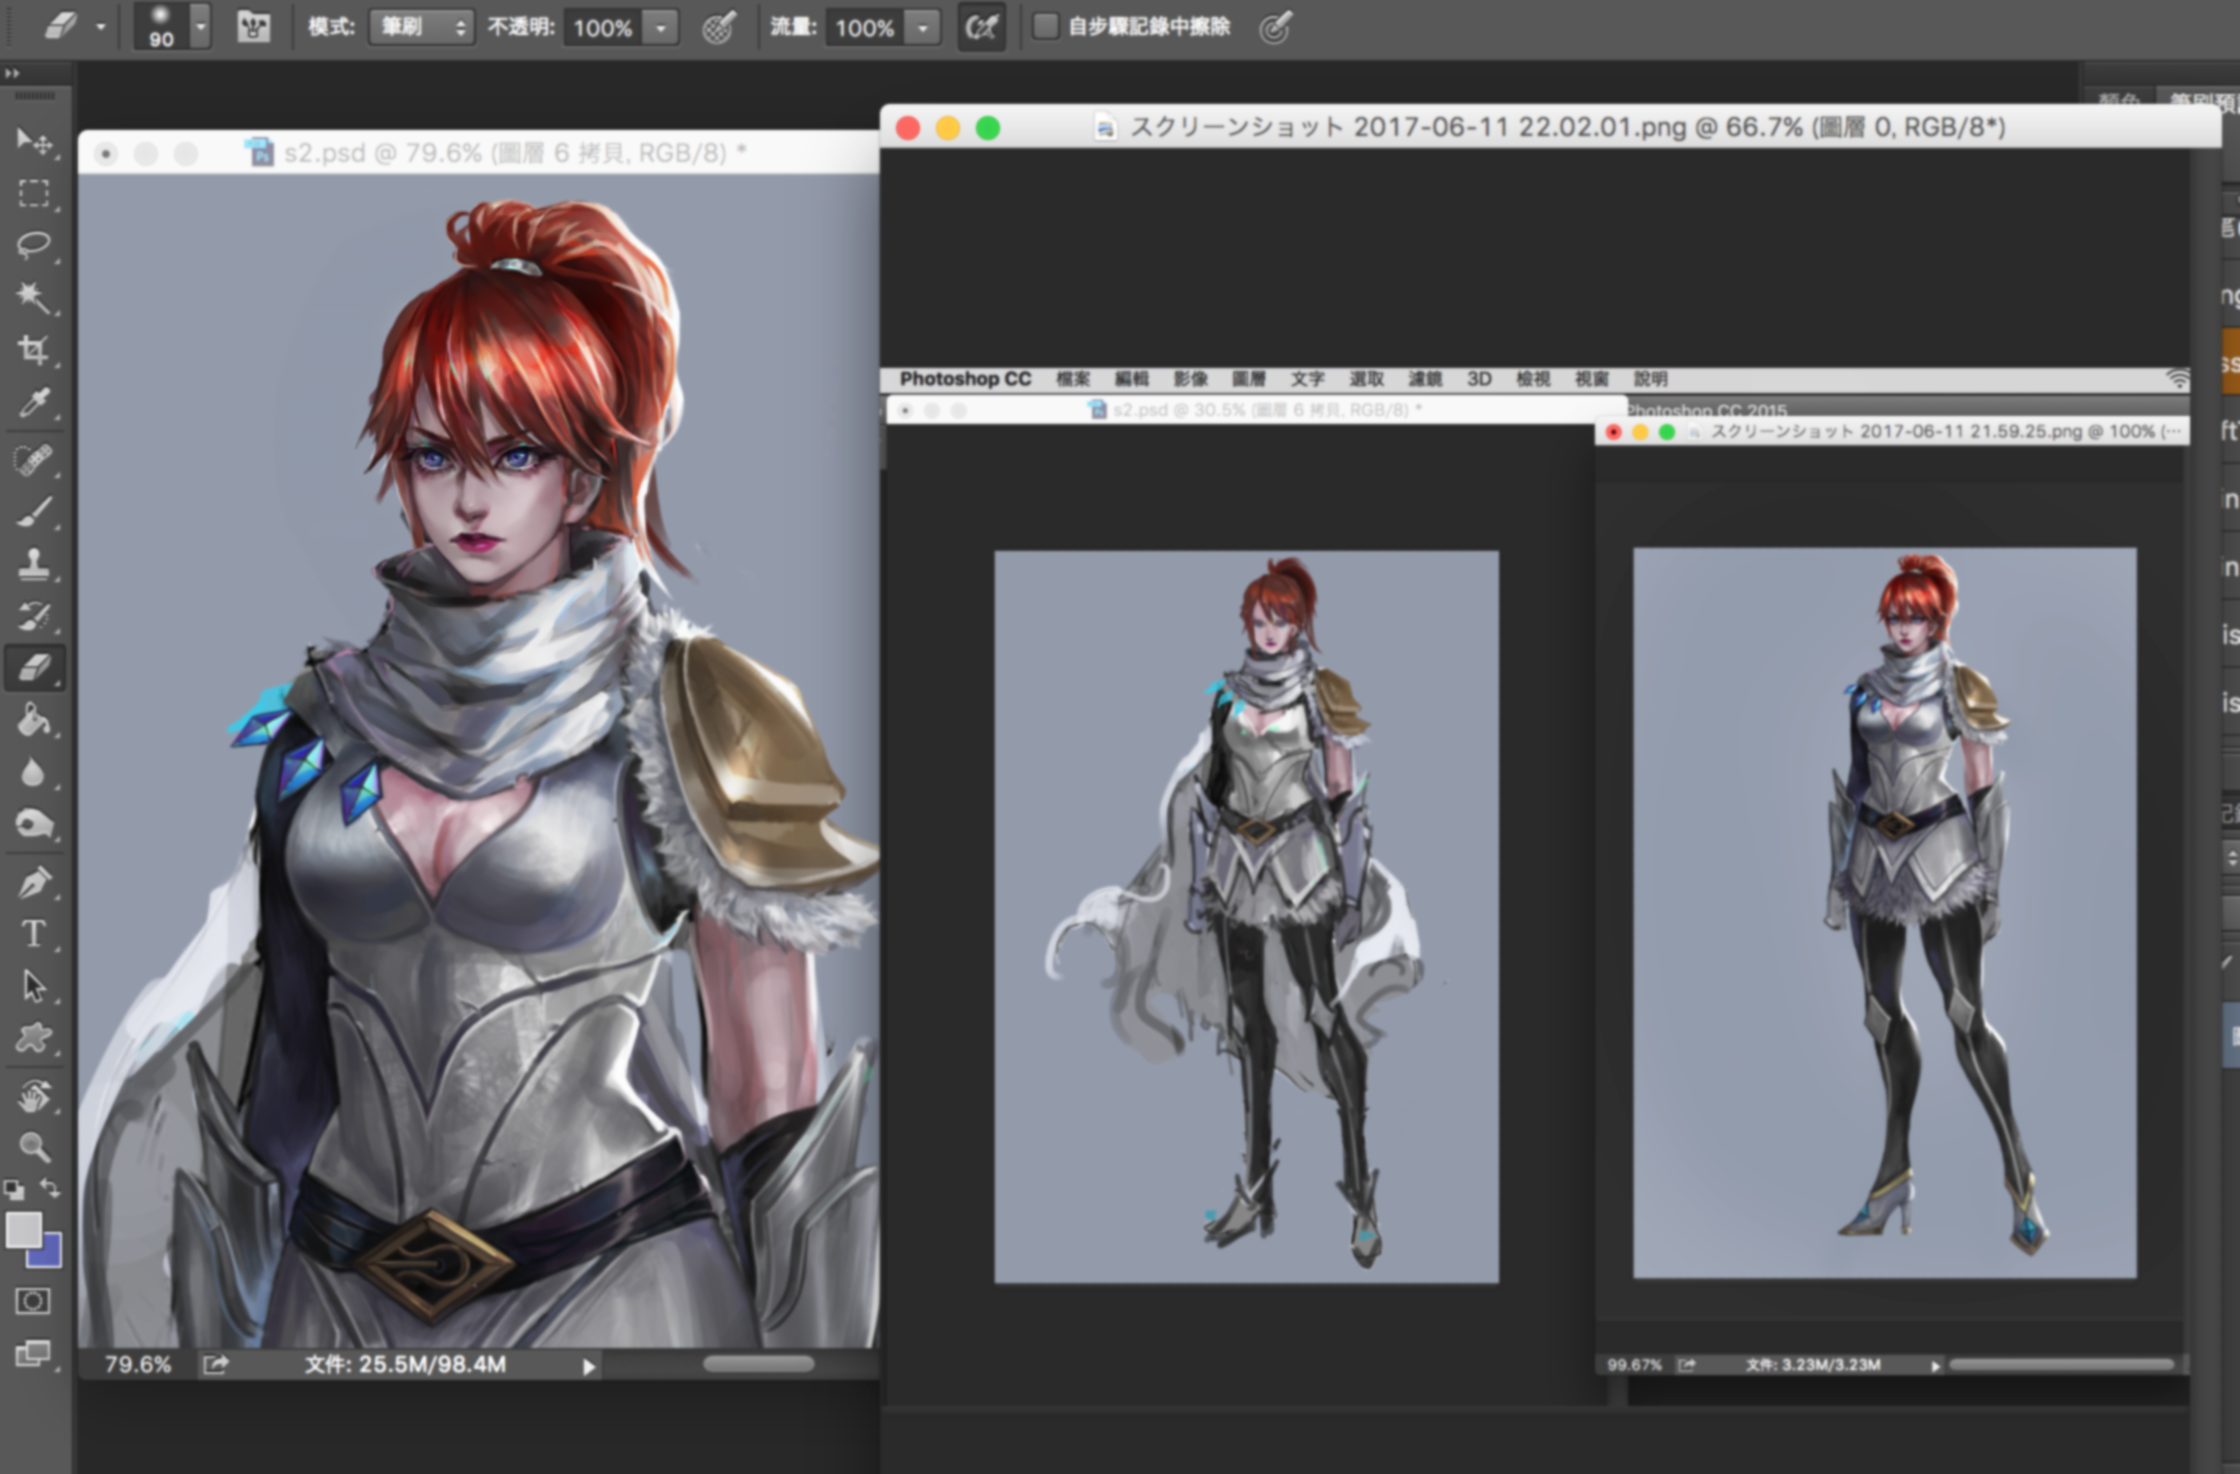 90
模式: 筆刷 不透明: 100% 流量: 100% 自步驟記錄中擦除
顏色
s2.psd @ 79.6% (圖層 6 拷貝, RGB/8) *
スクリーンショット 2017-06-11 22.02.01.png @ 66.7% (圖層 0, RGB/8*)
Photoshop CC 檔案 編輯 影像 圖層 文字 選取 濾鏡 3D 檢視 視窗 說明
s2.psd @ 30.5% (圖層 6 拷貝, RGB/8) *
Photoshop CC 2015
スクリーンショット 2017-06-11 21.59.25.png @ 100% (…
79.6%
文件: 25.5M/98.4M
99.67%
文件: 3.23M/3.23M